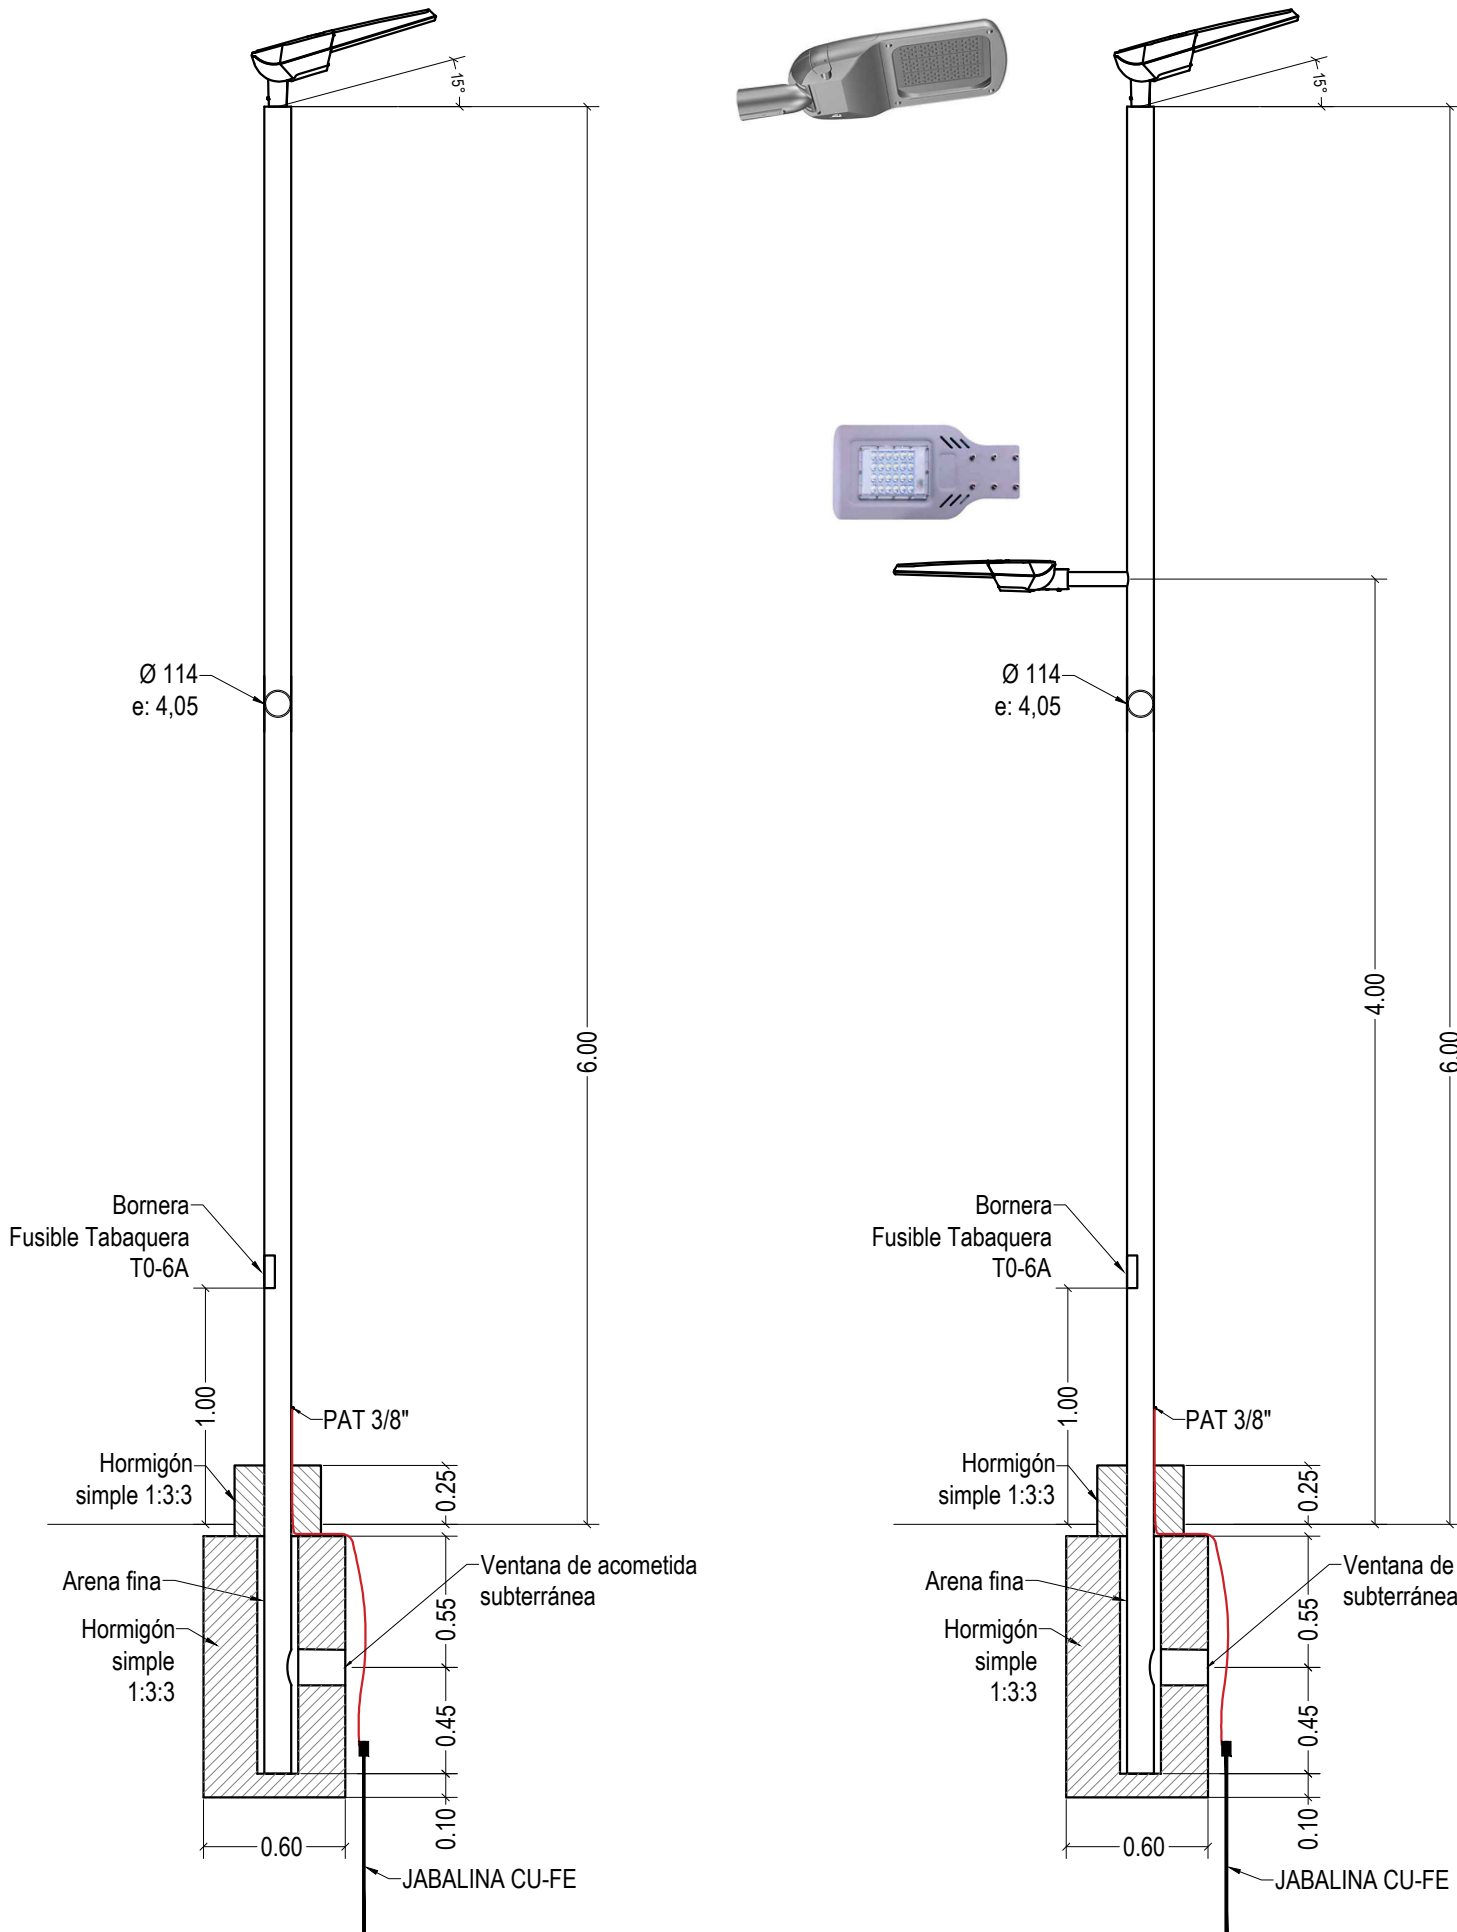 15°
Ø 114
e: 4,05
6.00
Bornera
Fusible Tabaquera
T0-6A
1.00
PAT 3/8"
Hormigón
simple 1:3:3
0.25
Arena fina
Ventana de acometida
subterránea
Hormigón
simple
1:3:3
0.55
0.45
0.10
0.60
JABALINA CU-FE
15°
Ø 114
e: 4,05
4.00
6.00
Bornera
Fusible Tabaquera
T0-6A
1.00
PAT 3/8"
Hormigón
simple 1:3:3
0.25
Arena fina
Ventana de
subterránea
Hormigón
simple
1:3:3
0.55
0.45
0.10
0.60
JABALINA CU-FE